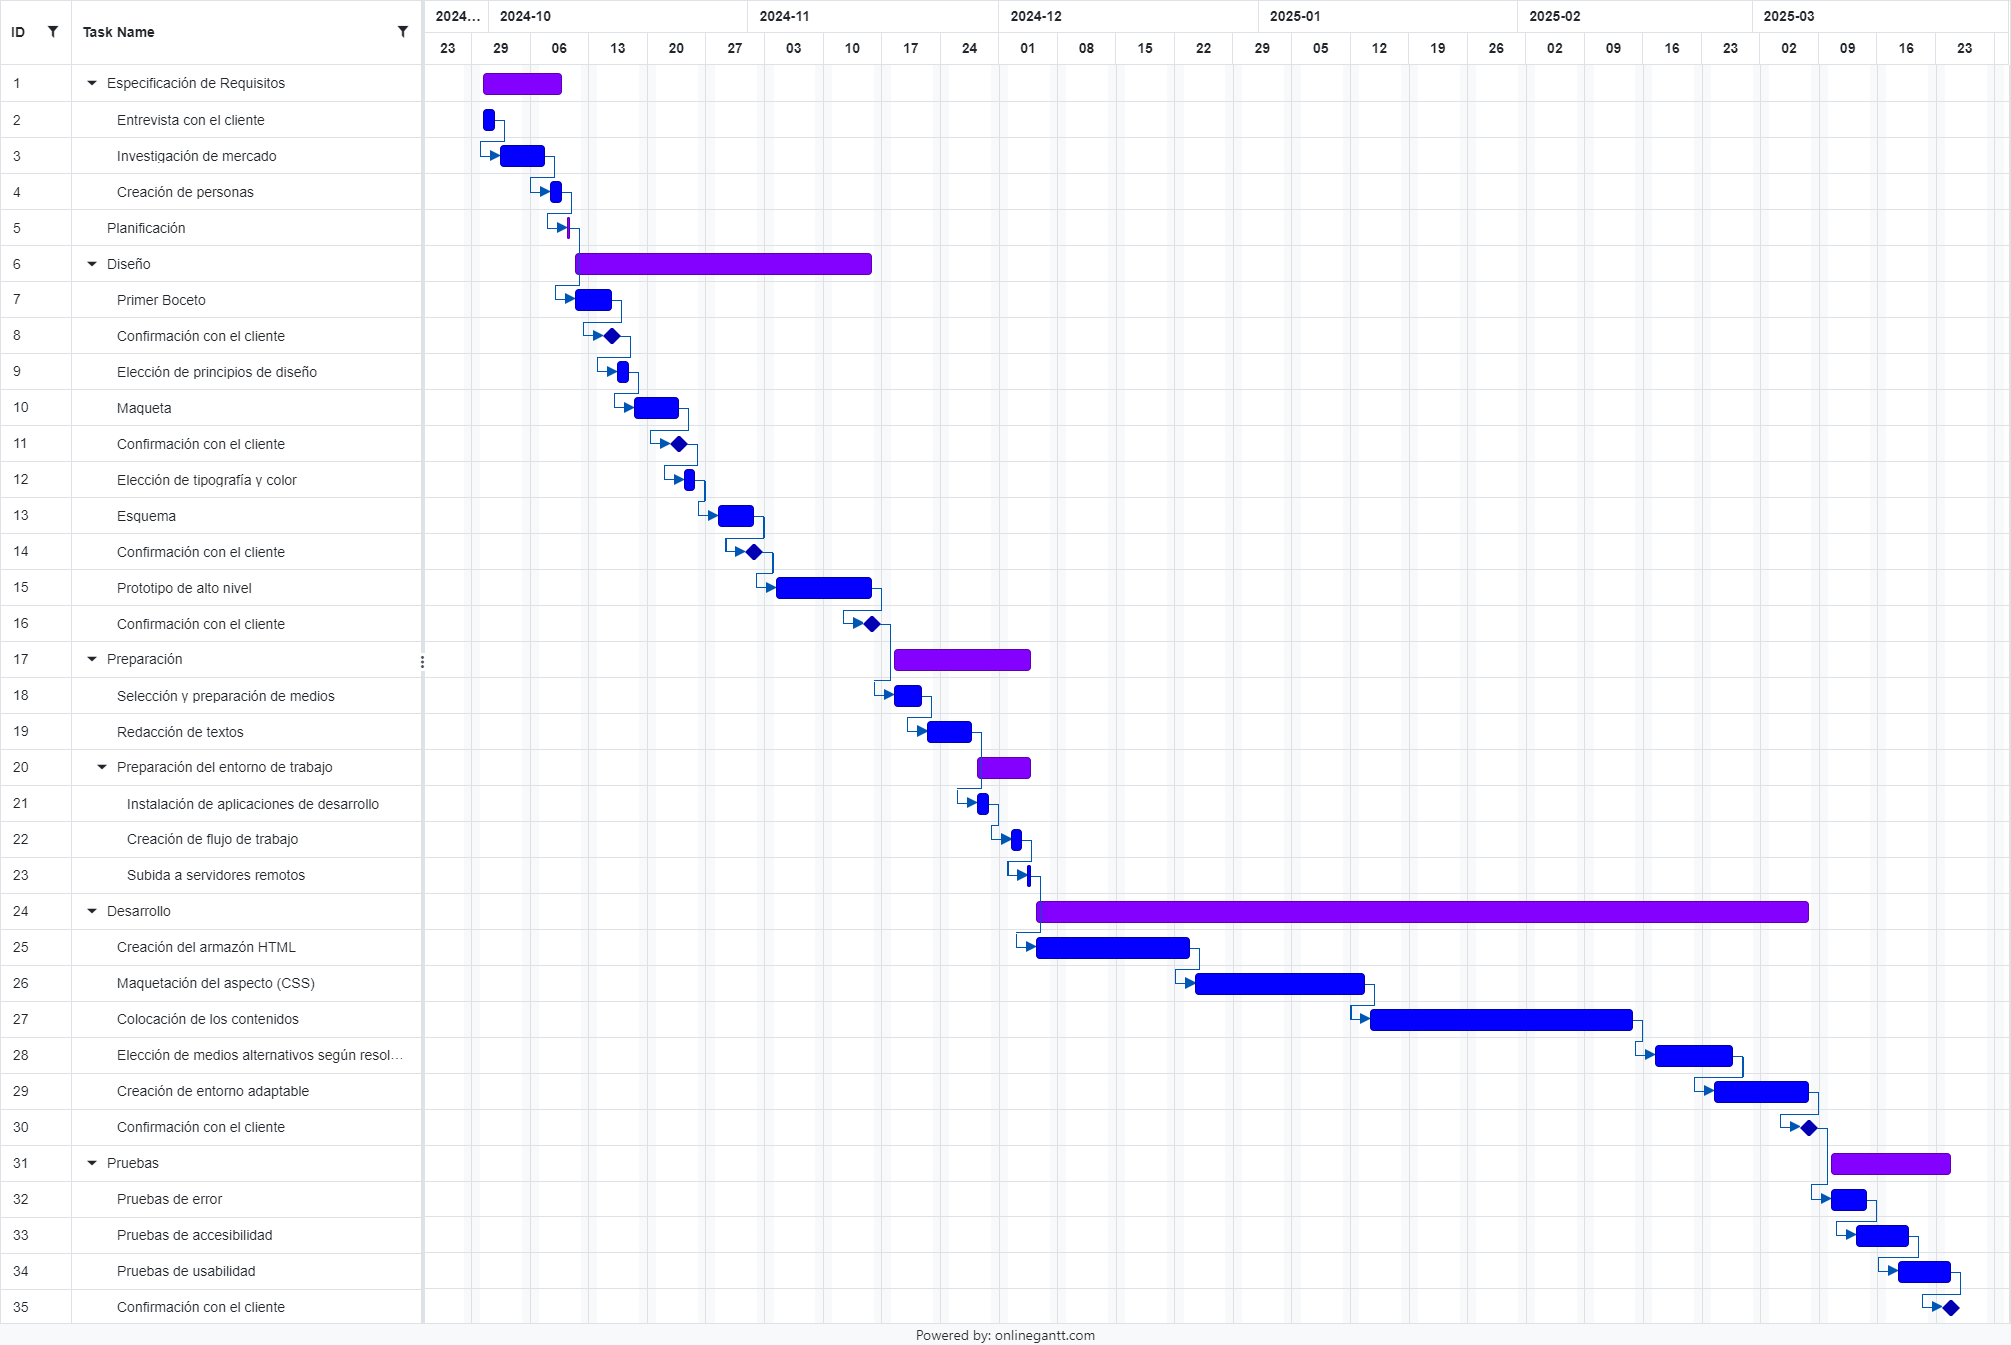 ID Task Name 2024... 2024-10 2024-11 2024-12 2025-01 2025-02 2025-03
23 29 06 13 20 27 03 10 17 24 01 08 15 22 29 05 12 19 26 02 09 16 23 02 09 16 23
1 Especificación de Requisitos
2 Entrevista con el cliente
3 Investigación de mercado
4 Creación de personas
5 Planificación
6 Diseño
7 Primer Boceto
8 Confirmación con el cliente
9 Elección de principios de diseño
10 Maqueta
11 Confirmación con el cliente
12 Elección de tipografía y color
13 Esquema
14 Confirmación con el cliente
15 Prototipo de alto nivel
16 Confirmación con el cliente
17 Preparación
18 Selección y preparación de medios
19 Redacción de textos
20 Preparación del entorno de trabajo
21 Instalación de aplicaciones de desarrollo
22 Creación de flujo de trabajo
23 Subida a servidores remotos
24 Desarrollo
25 Creación del armazón HTML
26 Maquetación del aspecto (CSS)
27 Colocación de los contenidos
28 Elección de medios alternativos según resol...
29 Creación de entorno adaptable
30 Confirmación con el cliente
31 Pruebas
32 Pruebas de error
33 Pruebas de accesibilidad
34 Pruebas de usabilidad
35 Confirmación con el cliente
Powered by: onlinegantt.com